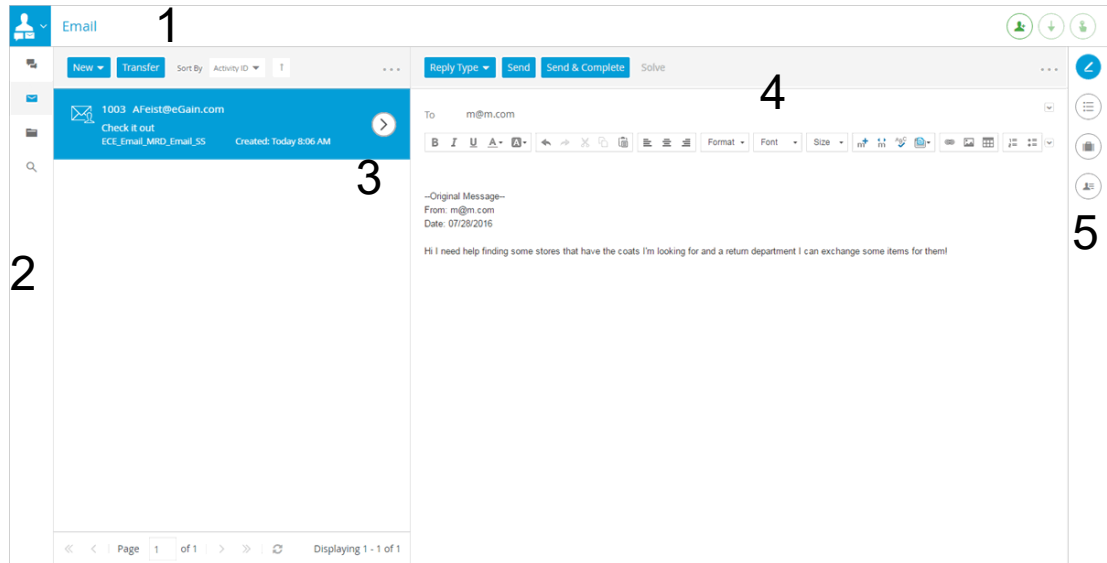 Email
1
New Transfer Sort By Activity ID
Reply Type Send Send & Complete Solve
4
1003 AFeist@eGain.com
Check it out
ECE_Email_MRD_Email_55 Created: Today 8:06 AM
3
To m@m.com
B I U A A Format Font Size m m ABC
--Original Message--
From: m@m.com
Date: 07/28/2016
Hi I need help finding some stores that have the coats I'm looking for and a return department I can exchange some items for them!
2
5
Page 1 of 1 Displaying 1 - 1 of 1